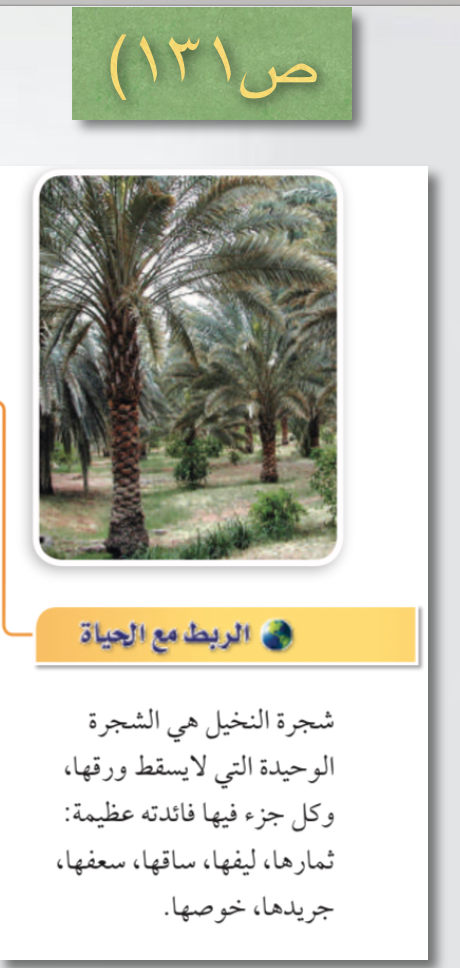 ص١٣١)
الربط مع الحياة
شجرة النخيل هي الشجرة
الوحيدة التي لايسقط ورقها،
وكل جزء فيها فائدته عظيمة:
ثمارها، ليفها، ساقها، سعفها،
جريدها، خوصها.